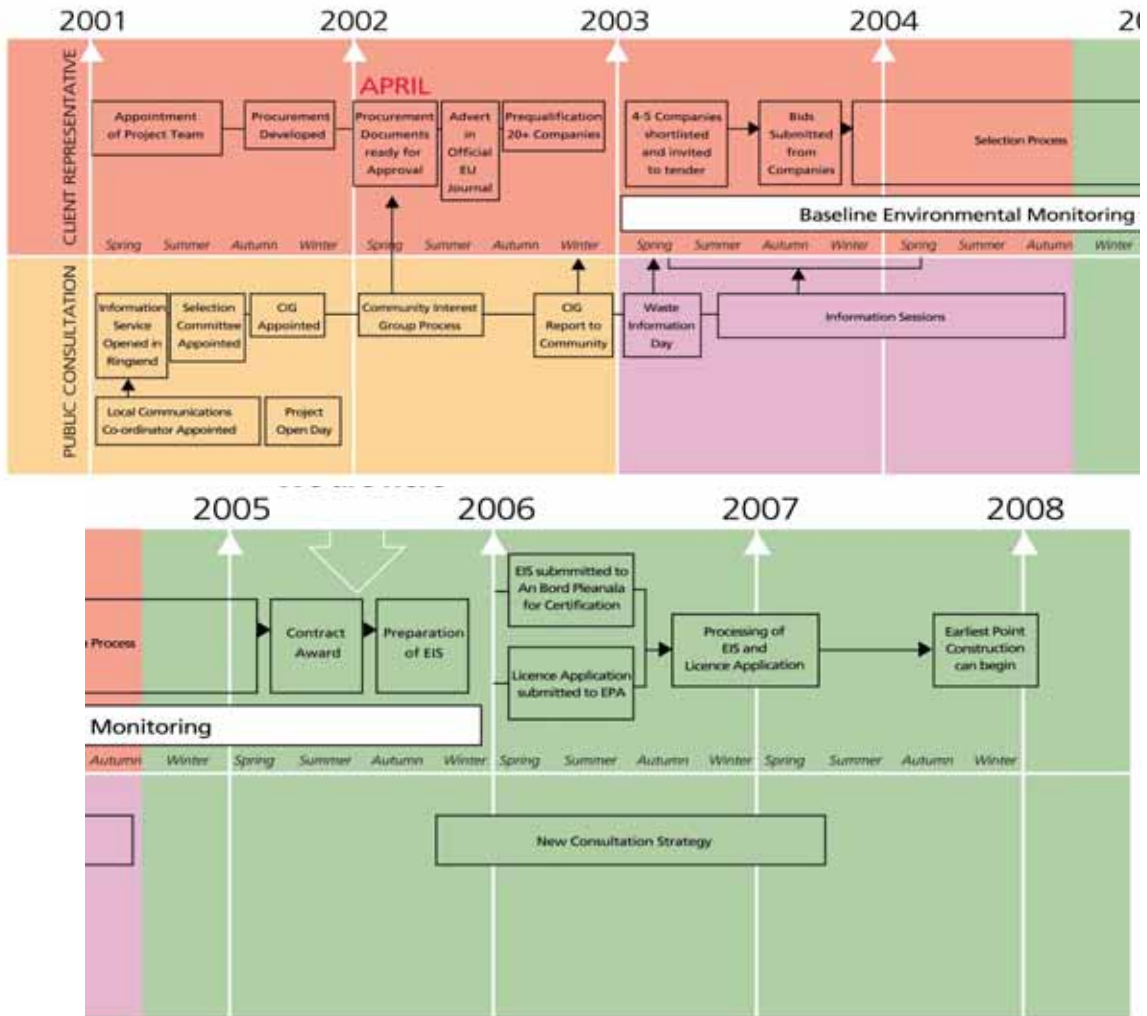 2001
2002
2003
2004
CLIENT REPRESENTATIVE
APRIL
Appointment
of Project Team
Procurement
Developed
Procurement
Documents
ready for
Approval
Advert
in
Official
EU
Journal
Prequalification
20+ Companies
4-5 Companies
shortlisted
and invited
to tender
Bids
Submitted
from
Companies
Selection Process
Baseline Environmental Monitoring
Spring Summer Autumn Winter Spring Summer Autumn Winter Spring Summer Autumn Winter Spring Summer Autumn Winter
PUBLIC CONSULTATION
Information
Service
Opened in
Ringsend
Selection
Committee
Appointed
CIG
Appointed
Community Interest
Group Process
CIG
Report to
Community
Waste
Information
Day
Information Sessions
Local Communications
Co-ordinator Appointed
Project
Open Day
2005
2006
2007
2008
Process
Contract
Award
Preparation
of EIS
EIS submmitted to
An Bord Pleanala
for Certification
Licence Application
submitted to EPA
Processing of
EIS and
Licence Application
Earliest Point
Construction
can begin
Monitoring
Autumn Winter Spring Summer Autumn Winter Spring Summer Autumn Winter Spring Summer Autumn Winter
New Consultation Strategy